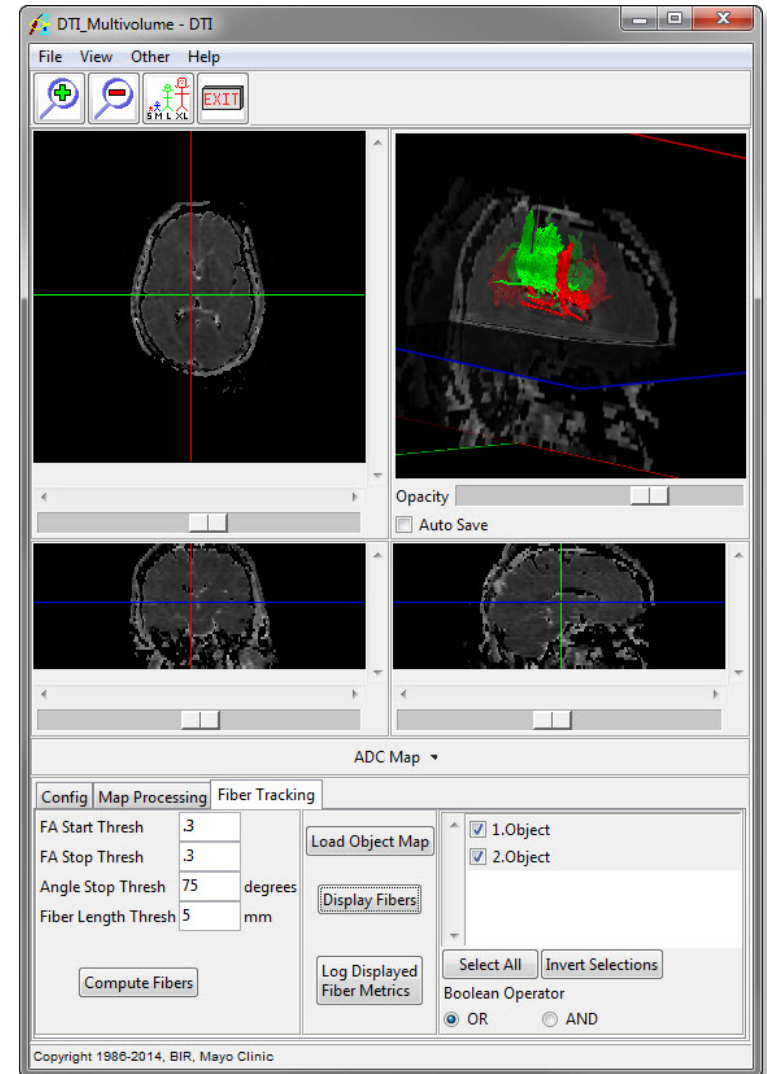 DTI_Multivolume - DTI
File View Other Help
S M L XL
EXIT
Opacity
Auto Save
ADC Map
Config Map Processing Fiber Tracking
FA Start Thresh .3
FA Stop Thresh .3
Angle Stop Thresh 75 degrees
Fiber Length Thresh 5 mm
Compute Fibers
Load Object Map
Display Fibers
Log Displayed
Fiber Metrics
1.Object
2.Object
Select All Invert Selections
Boolean Operator
OR AND
Copyright 1986-2014, BIR, Mayo Clinic